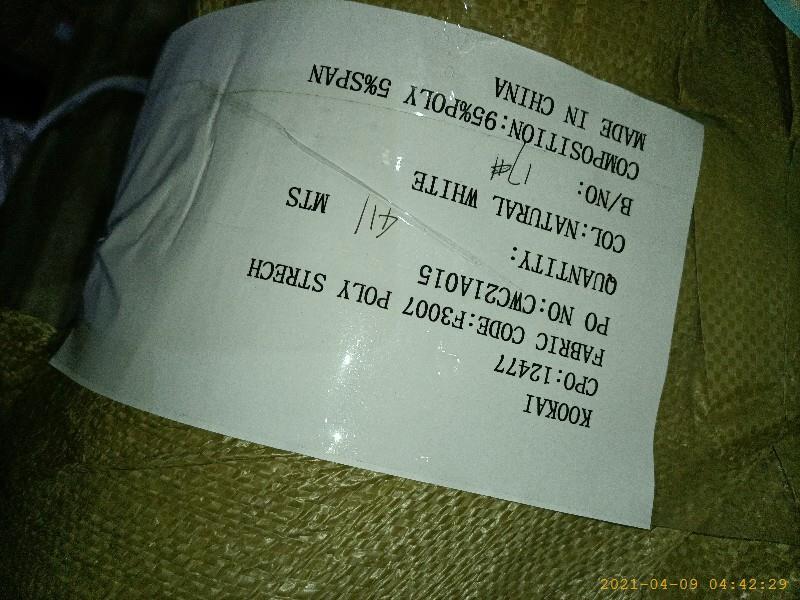 KOOKAI
CPO:12477
FABRIC CODE:F3007 POLY STRECH
PO NO:CWC21A015
QUANTITY: 411 MTS
COL:NATURAL WHITE
B/NO: 17#
COMPOSITION:95%POLY 5%SPAN
MADE IN CHINA
2021-04-09 04:42:29